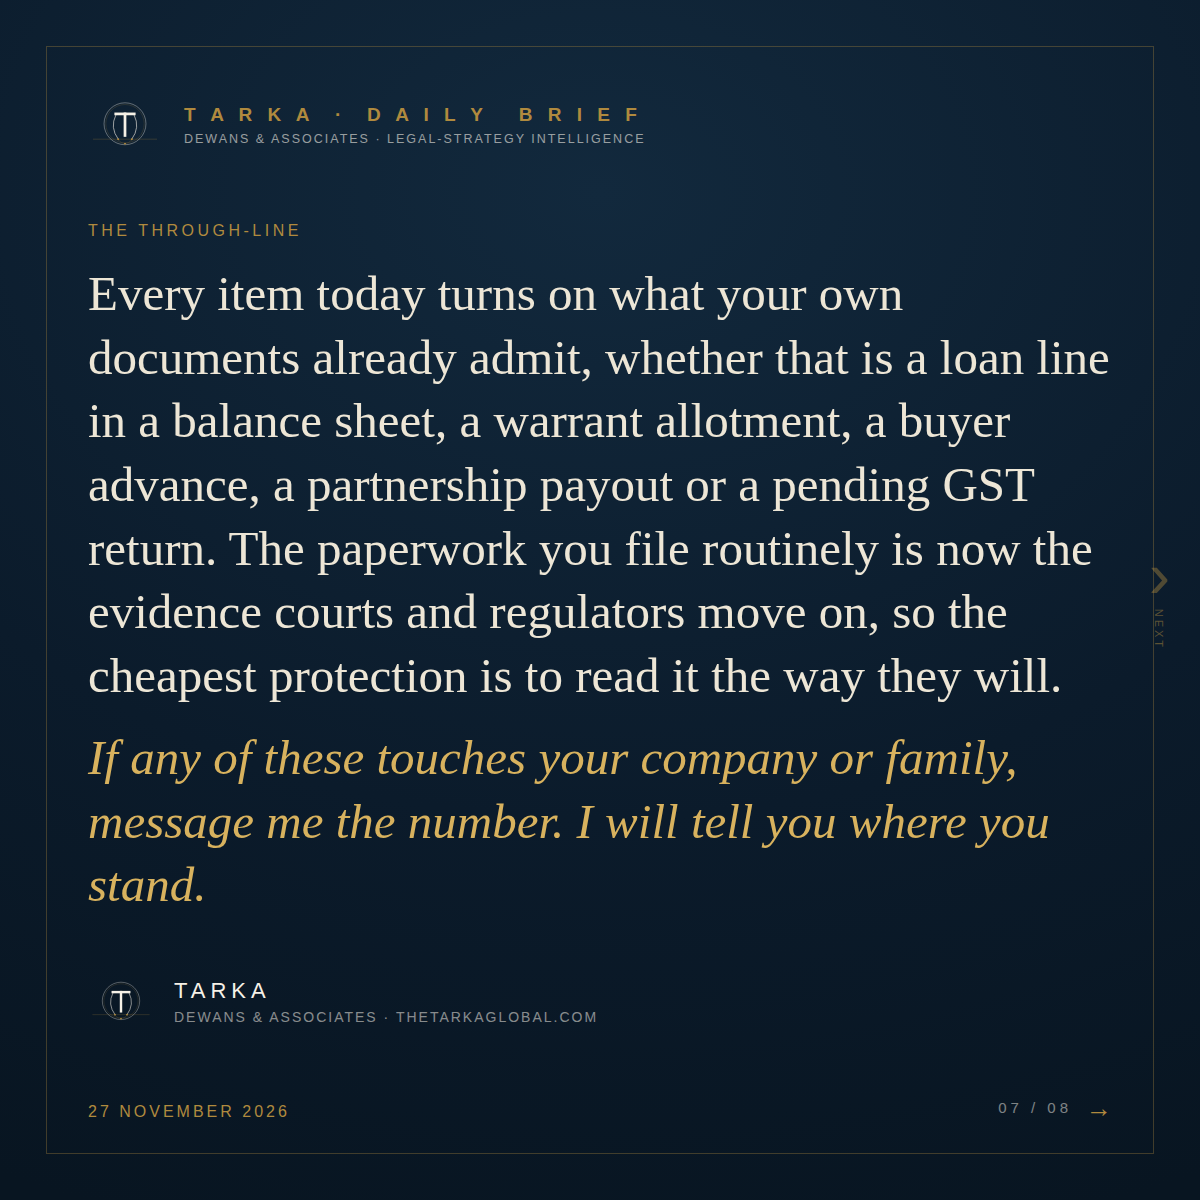 T
TARKA · DAILY BRIEF
DEWANS & ASSOCIATES · LEGAL-STRATEGY INTELLIGENCE
THE THROUGH-LINE
Every item today turns on what your own
documents already admit, whether that is a loan line
in a balance sheet, a warrant allotment, a buyer
advance, a partnership payout or a pending GST
return. The paperwork you file routinely is now the
evidence courts and regulators move on, so the
cheapest protection is to read it the way they will.
If any of these touches your company or family,
message me the number. I will tell you where you
stand.
NEXT
T
TARKA
DEWANS & ASSOCIATES · THETARKAGLOBAL.COM
27 NOVEMBER 2026
07 / 08 →